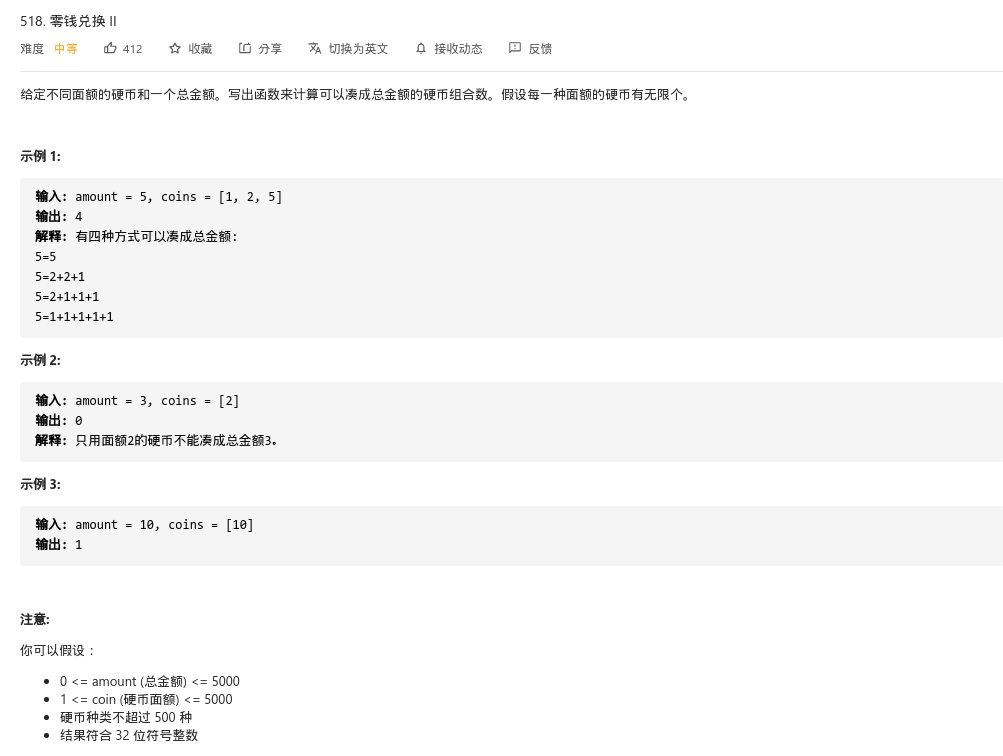 518. 零钱兑换 II
难度 中等 412 收藏 分享 切换为英文 接收动态 反馈
给定不同面额的硬币和一个总金额。写出函数来计算可以凑成总金额的硬币组合数。假设每一种面额的硬币有无限个。
示例 1:
输入: amount = 5, coins = [1, 2, 5]
输出: 4
解释: 有四种方式可以凑成总金额:
5=5
5=2+2+1
5=2+1+1+1
5=1+1+1+1+1
示例 2:
输入: amount = 3, coins = [2]
输出: 0
解释: 只用面额2的硬币不能凑成总金额3。
示例 3:
输入: amount = 10, coins = [10]
输出: 1
注意:
你可以假设：
0 <= amount (总金额) <= 5000
1 <= coin (硬币面额) <= 5000
硬币种类不超过 500 种
结果符合 32 位符号整数